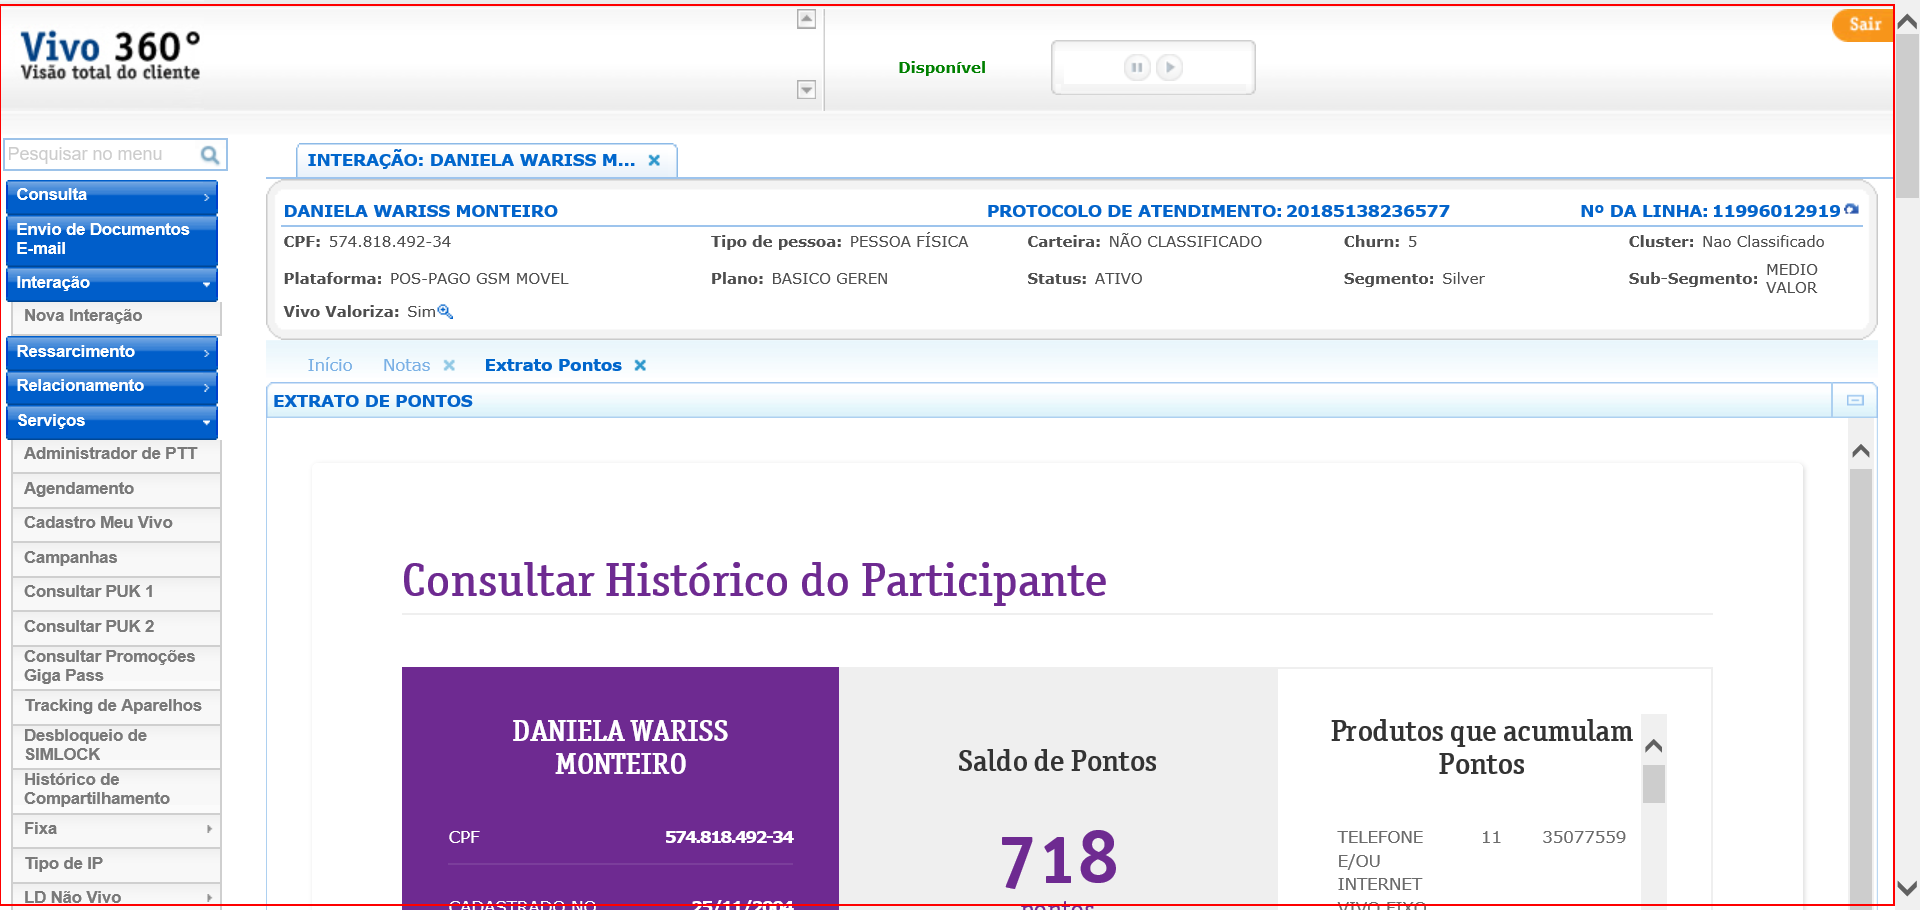 Vivo 360°
Visão total do cliente
Disponível
Sair
Pesquisar no menu
Consulta
Envio de Documentos
E-mail
Interação
Nova Interação
Ressarcimento
Relacionamento
Serviços
Administrador de PTT
Agendamento
Cadastro Meu Vivo
Campanhas
Consultar PUK 1
Consultar PUK 2
Consultar Promoções
Giga Pass
Tracking de Aparelhos
Desbloqueio de
SIMLOCK
Histórico de
Compartilhamento
Fixa
Tipo de IP
LD Não Vivo
INTERAÇÃO: DANIELA WARISS M...
DANIELA WARISS MONTEIRO PROTOCOLO DE ATENDIMENTO: 20185138236577 Nº DA LINHA: 11996012919
CPF: 574.818.492-34 Tipo de pessoa: PESSOA FÍSICA Carteira: NÃO CLASSIFICADO Churn: 5 Cluster: Nao Classificado
Plataforma: POS-PAGO GSM MOVEL Plano: BASICO GEREN Status: ATIVO Segmento: Silver Sub-Segmento: MEDIO
VALOR
Vivo Valoriza: Sim
Início Notas Extrato Pontos
EXTRATO DE PONTOS
Consultar Histórico do Participante
DANIELA WARISS
MONTEIRO
CPF 574.818.492-34
CADASTRADO NO 25/11/2004
Saldo de Pontos
718
pontos
Produtos que acumulam
Pontos
TELEFONE 11 35077559
E/OU
INTERNET
VIVO FIXO